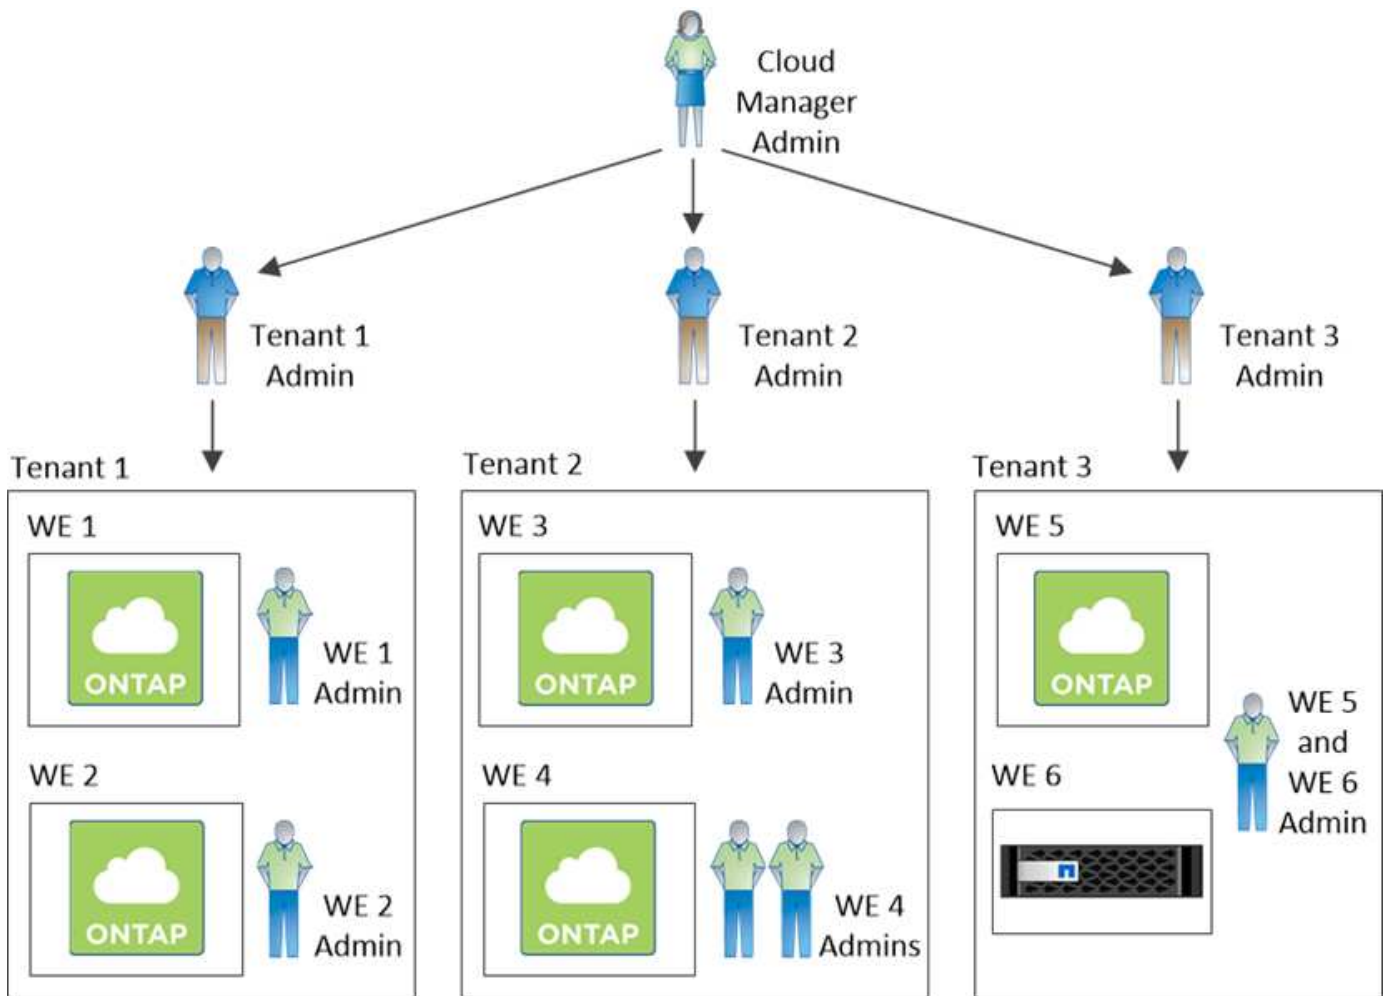 Cloud
Manager
Admin
Tenant 1
Admin
Tenant 2
Admin
Tenant 3
Admin
Tenant 1
WE 1
ONTAP
WE 1
Admin
WE 2
ONTAP
WE 2
Admin
Tenant 2
WE 3
ONTAP
WE 3
Admin
WE 4
ONTAP
WE 4
Admins
Tenant 3
WE 5
ONTAP
WE 6
WE 5
and
WE 6
Admin